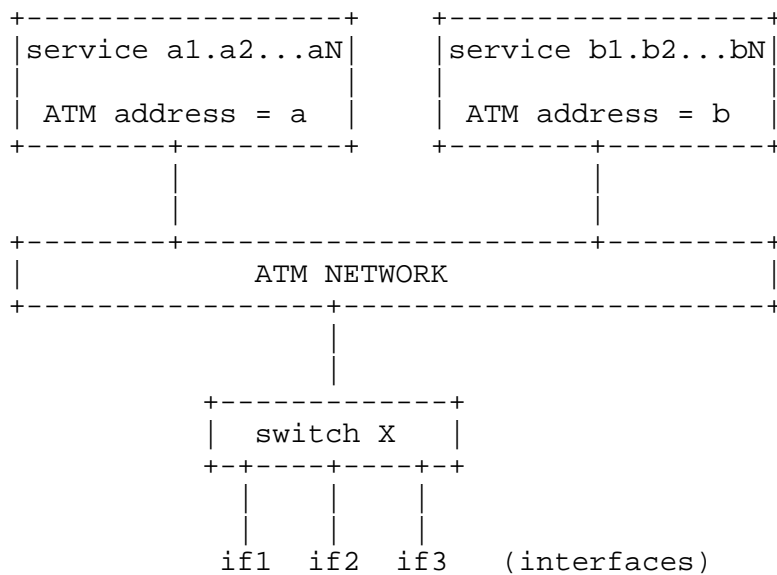 service a1.a2...aN service b1.b2...bN
ATM address = a ATM address = b
ATM NETWORK
switch X
if1 if2 if3 (interfaces)